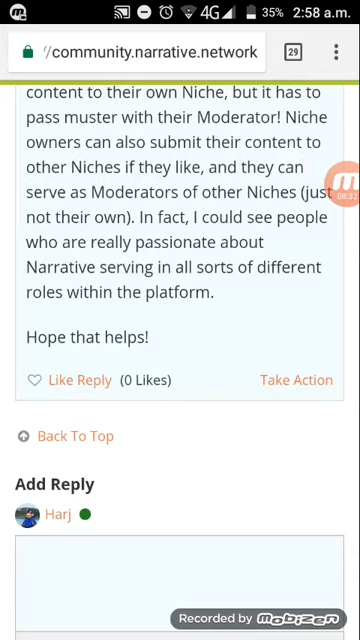 4G 35% 2:58 a.m.
/community.narrative.network 29
content to their own Niche, but it has to
pass muster with their Moderator! Niche
owners can also submit their content to
other Niches if they like, and they can
serve as Moderators of other Niches (just
not their own). In fact, I could see people
08:32
who are really passionate about
Narrative serving in all sorts of different
roles within the platform.
Hope that helps!
Like Reply (0 Likes) Take Action
Back To Top
Add Reply
Harj
Recorded by mobizen